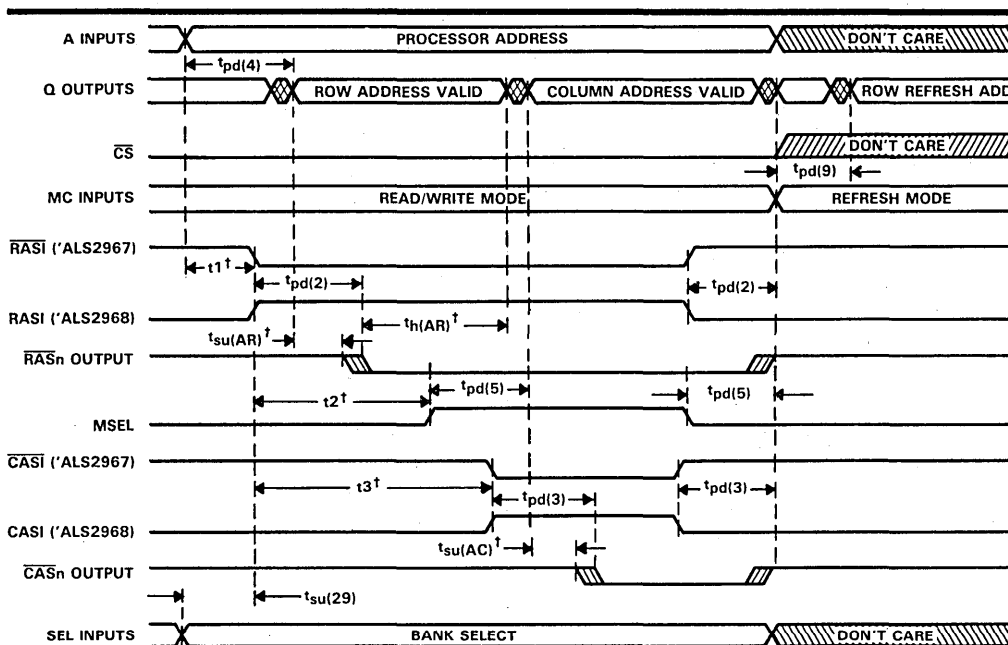 A INPUTS PROCESSOR ADDRESS DON'T CARE
tpd(4)
Q OUTPUTS ROW ADDRESS VALID COLUMN ADDRESS VALID ROW REFRESH ADD
CS DON'T CARE
tpd(9)
MC INPUTS READ/WRITE MODE REFRESH MODE
RASI ('ALS2967)
t1†
tpd(2) tpd(2)
RASI ('ALS2968)
tsu(AR)† th(AR)†
RASn OUTPUT
t2† tpd(5) tpd(5)
MSEL
CASI ('ALS2967)
t3† tpd(3) tpd(3)
CASI ('ALS2968)
tsu(AC)†
CASn OUTPUT
tsu(29)
SEL INPUTS BANK SELECT DON'T CARE